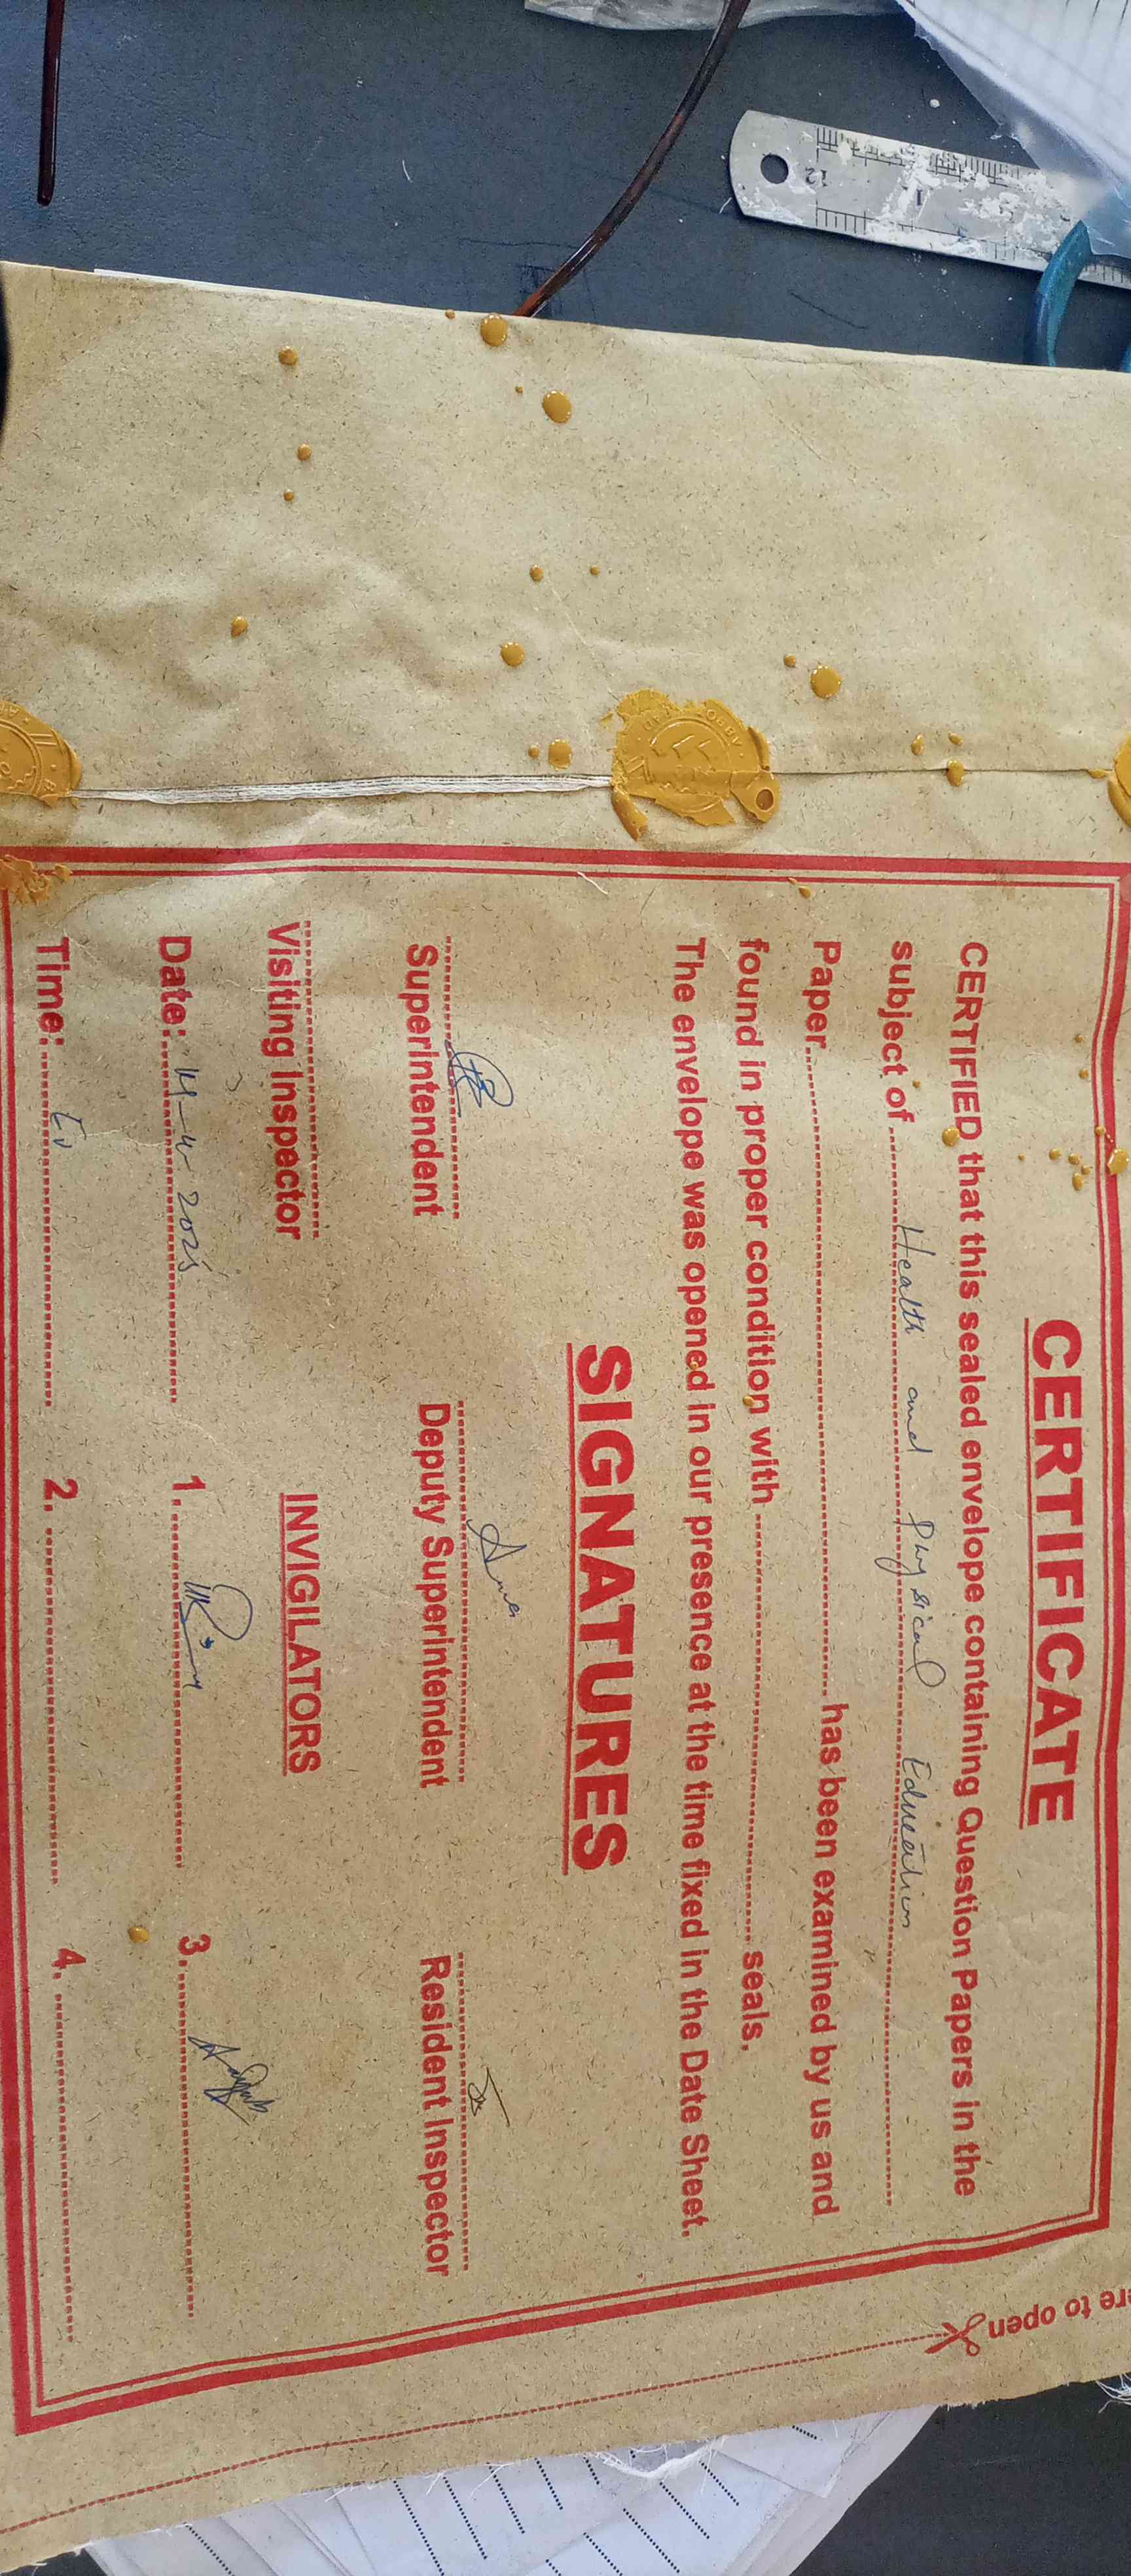 CERTIFICATE
CERTIFIED that this sealed envelope containing Question Papers in the
subject of Health and Physical Education
Paper has been examined by us and
found in proper condition with seals.
The envelope was opened in our presence at the time fixed in the Date Sheet.
SIGNATURES
Superintendent Deputy Superintendent Resident Inspector
Visiting Inspector INVIGILATORS
Date: 2025 1. 3.
Time: Ev 2. 4.
ere to open
12